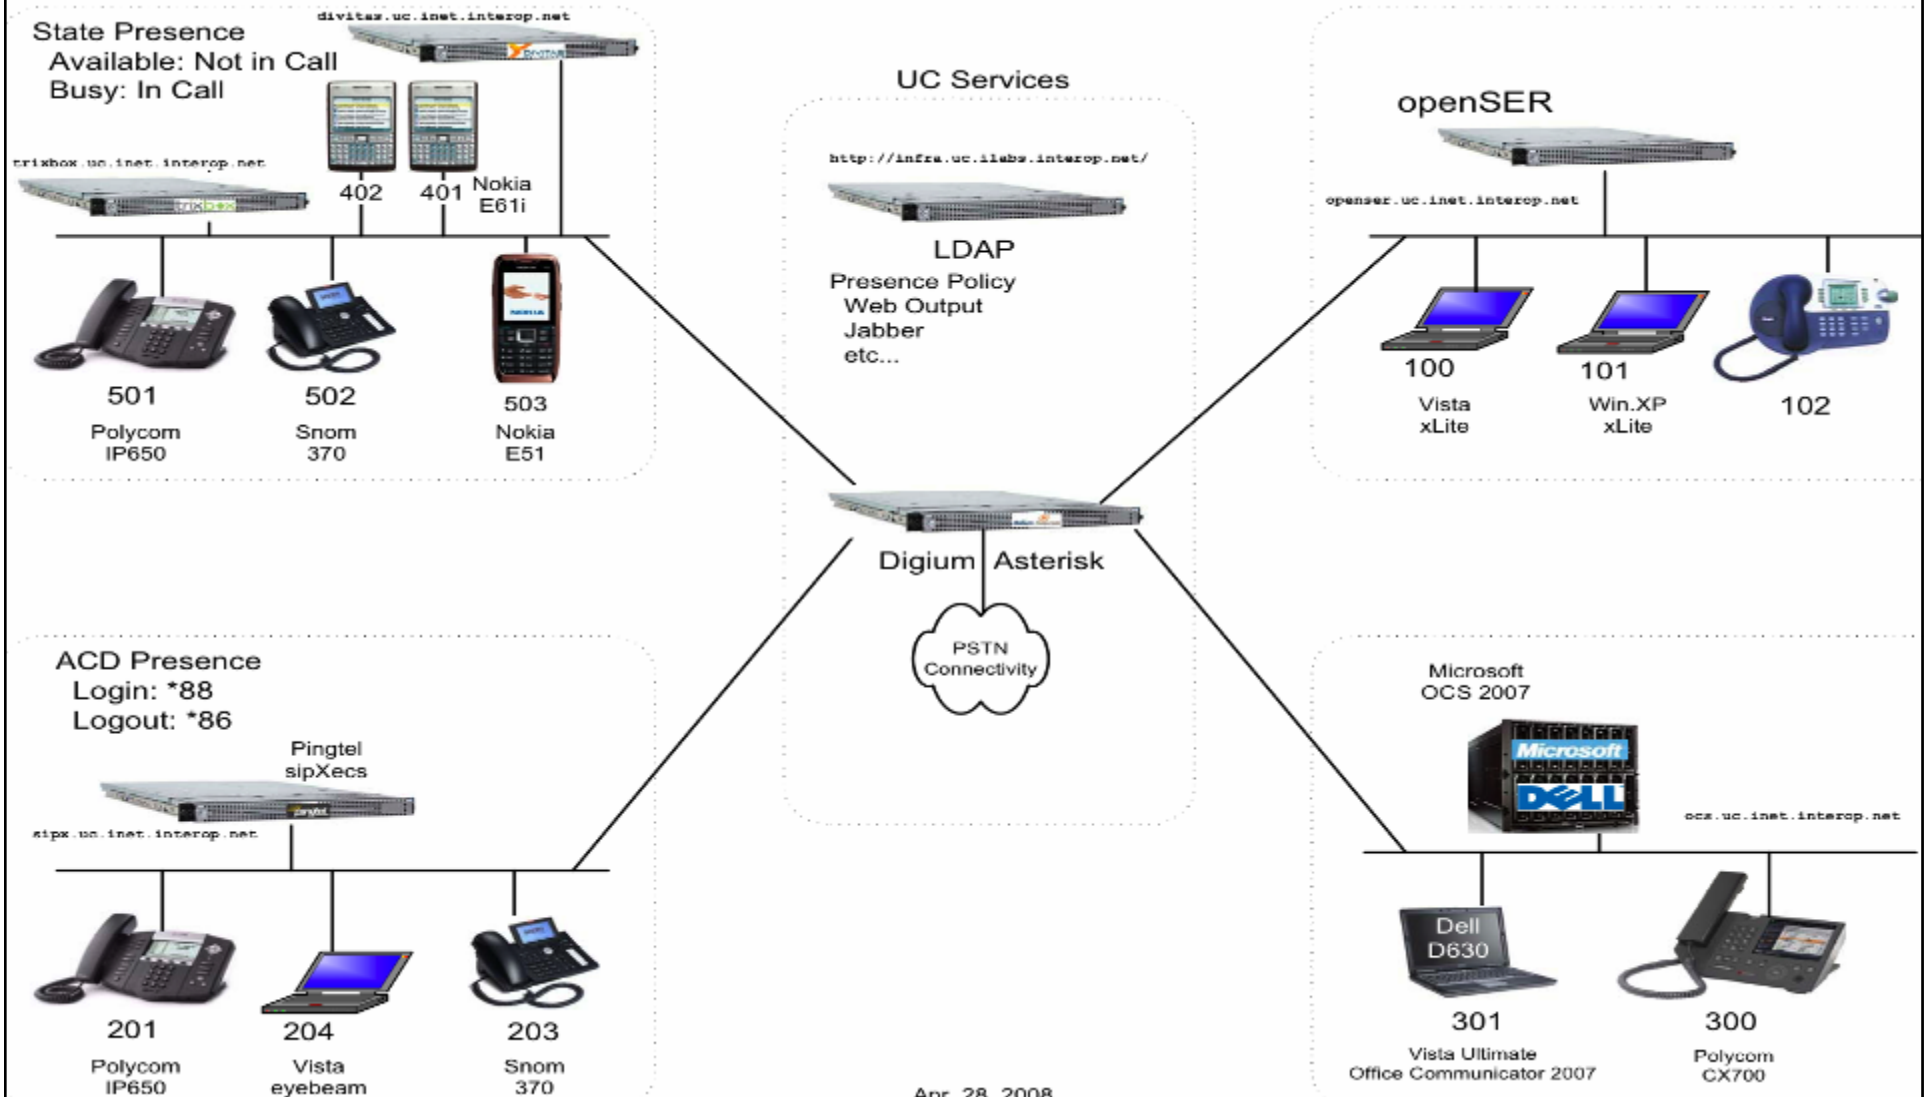 divitas.uc.inet.interop.net
State Presence
Available: Not in Call
Busy: In Call
DIVITAS
trixbox.uc.inet.interop.net
trixbox
402
401
Nokia
E61i
501
Polycom
IP650
502
Snom
370
NOKIA
503
Nokia
E51
UC Services
http://infra.uc.ilabs.interop.net/
LDAP
Presence Policy
Web Output
Jabber
etc...
openSER
openser.uc.inet.interop.net
100
Vista
xLite
101
Win.XP
xLite
102
Digium Asterisk
PSTN
Connectivity
ACD Presence
Login: *88
Logout: *86
Pingtel
sipXecs
pingtel
sipx.uc.inet.interop.net
201
Polycom
IP650
204
Vista
eyebeam
203
Snom
370
Microsoft
OCS 2007
Microsoft
DELL
ocs.uc.inet.interop.net
Dell
D630
301
Vista Ultimate
Office Communicator 2007
300
Polycom
CX700
Apr. 28, 2008